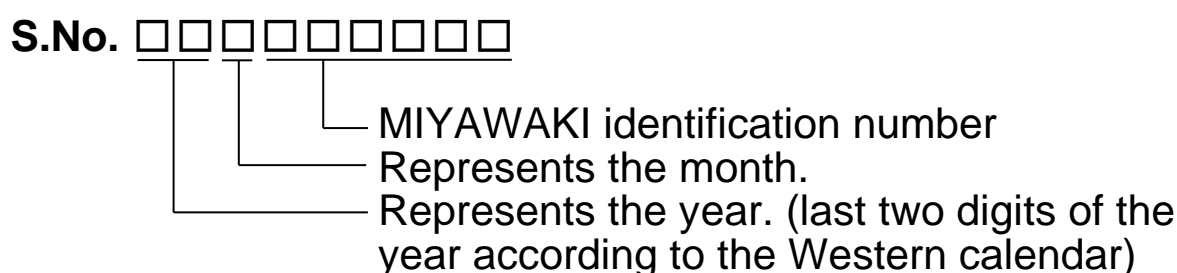 S.No. □□□□□□□□□
MIYAWAKI identification number
Represents the month.
Represents the year. (last two digits of the
year according to the Western calendar)